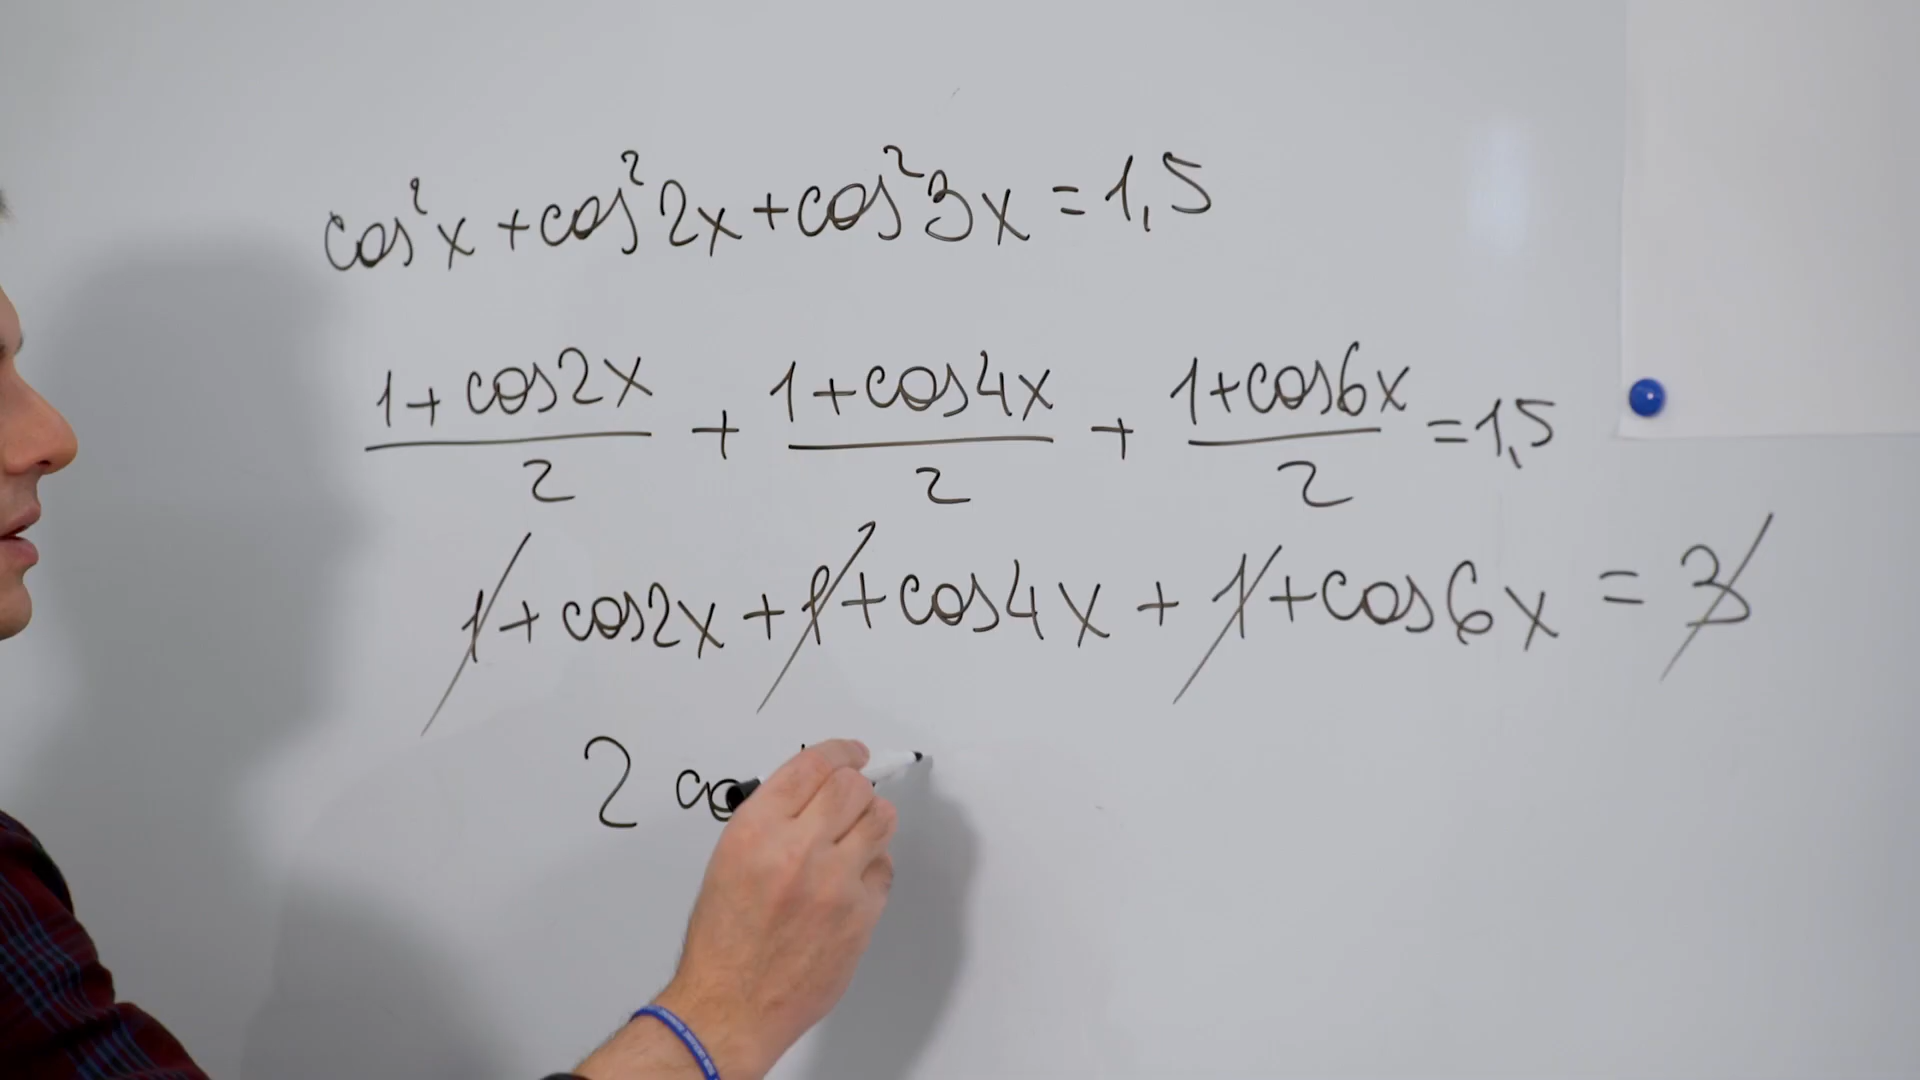 cos²x + cos²2x + cos²3x = 1,5
(1 + cos2x)/2 + (1 + cos4x)/2 + (1 + cos6x)/2 = 1,5
1 + cos2x + 1 + cos4x + 1 + cos6x = 3
2